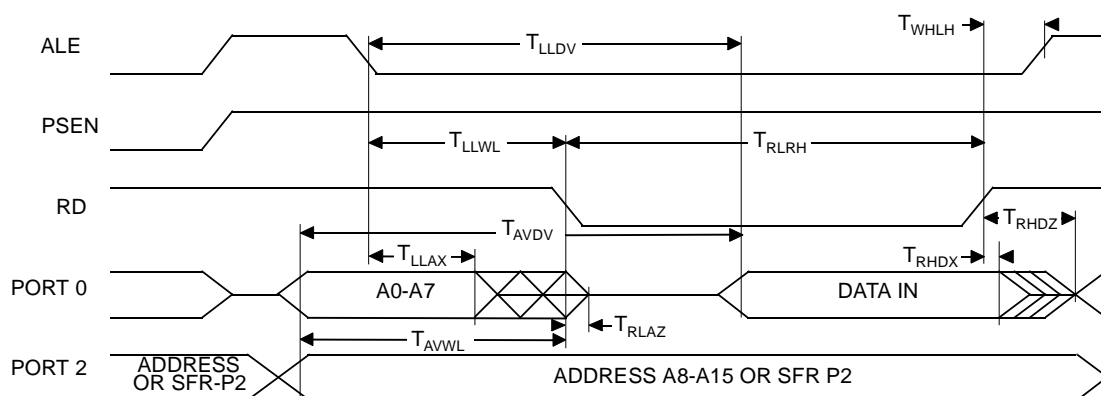 ALE
T_LLDV
T_WHLH
PSEN
T_LLWL
T_RLRH
RD
T_AVDV
T_RHDZ
T_LLAX
T_RHDX
PORT 0
A0-A7
DATA IN
T_RLAZ
T_AVWL
PORT 2
ADDRESS
OR SFR-P2
ADDRESS A8-A15 OR SFR P2